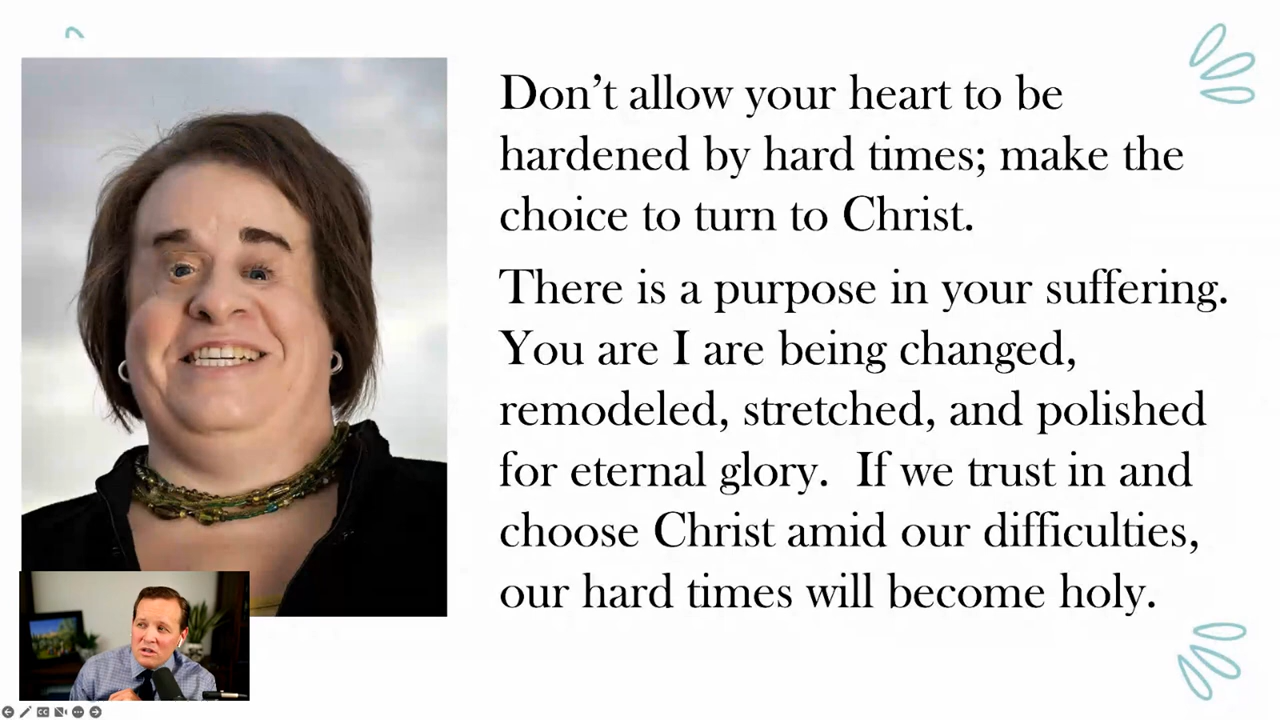 Don’t allow your heart to be
hardened by hard times; make the
choice to turn to Christ.
There is a purpose in your suffering.
You are I are being changed,
remodeled, stretched, and polished
for eternal glory.  If we trust in and
choose Christ amid our difficulties,
our hard times will become holy.